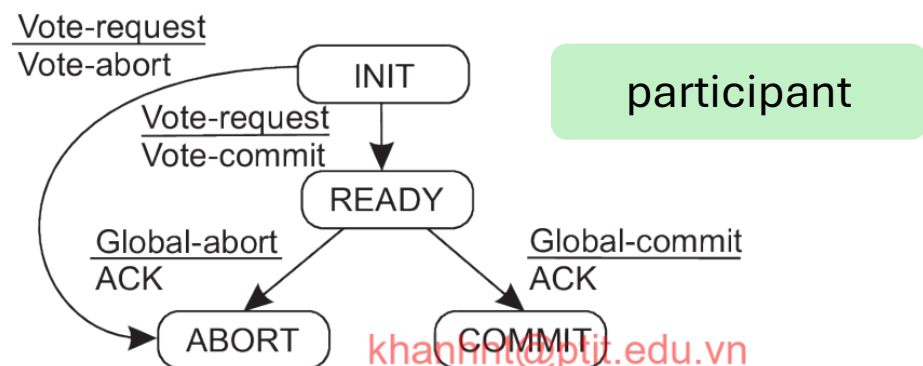 Vote-request
Vote-abort
INIT
participant
Vote-request
Vote-commit
READY
Global-abort
ACK
Global-commit
ACK
ABORT
COMMIT
khanhnt@ptit.edu.vn